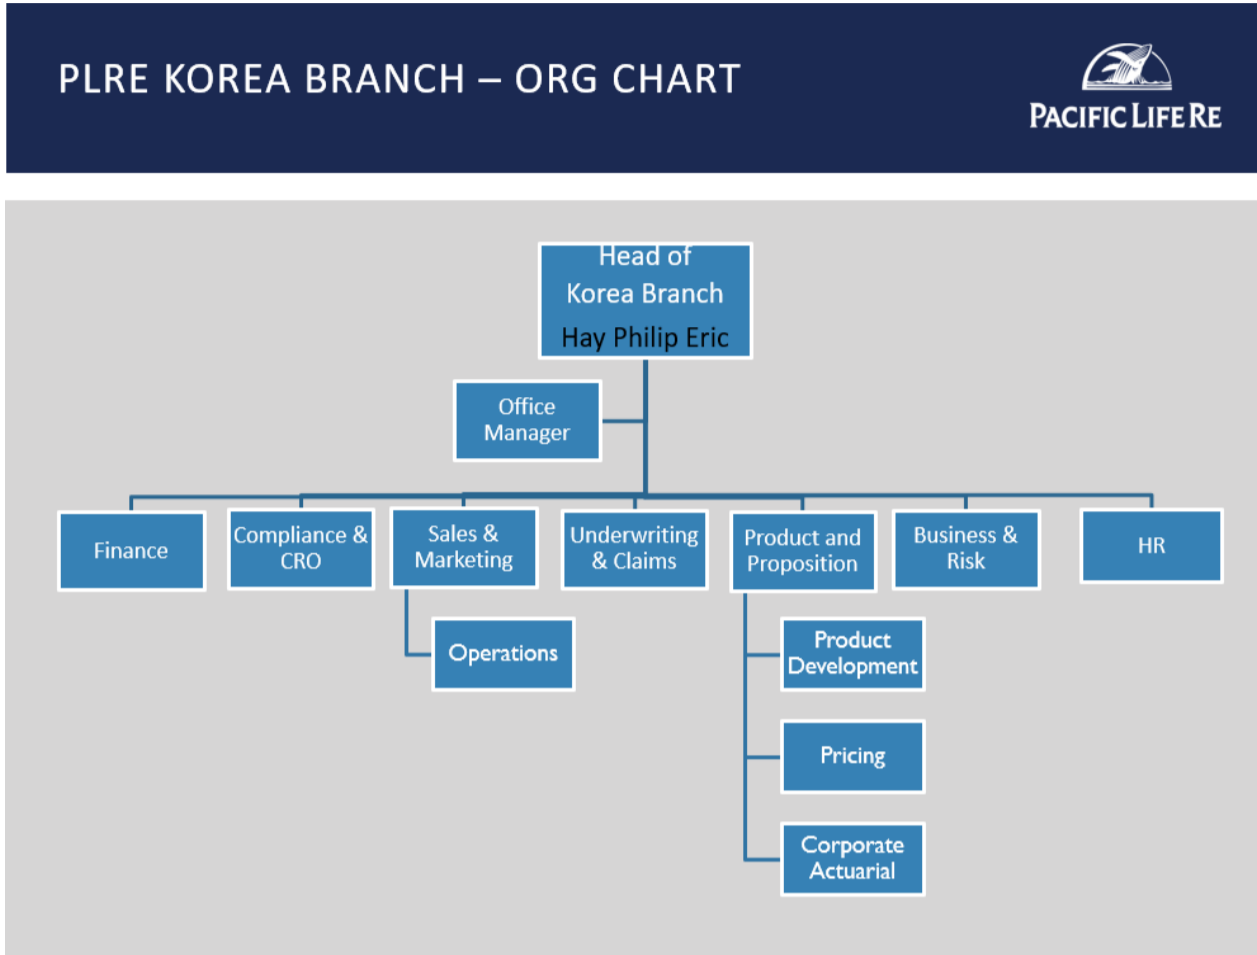 PLRE KOREA BRANCH – ORG CHART
PACIFIC LIFE RE
Head of
Korea Branch
Hay Philip Eric
Office
Manager
Finance
Compliance &
CRO
Sales &
Marketing
Underwriting
& Claims
Product and
Proposition
Business &
Risk
HR
Operations
Product
Development
Pricing
Corporate
Actuarial